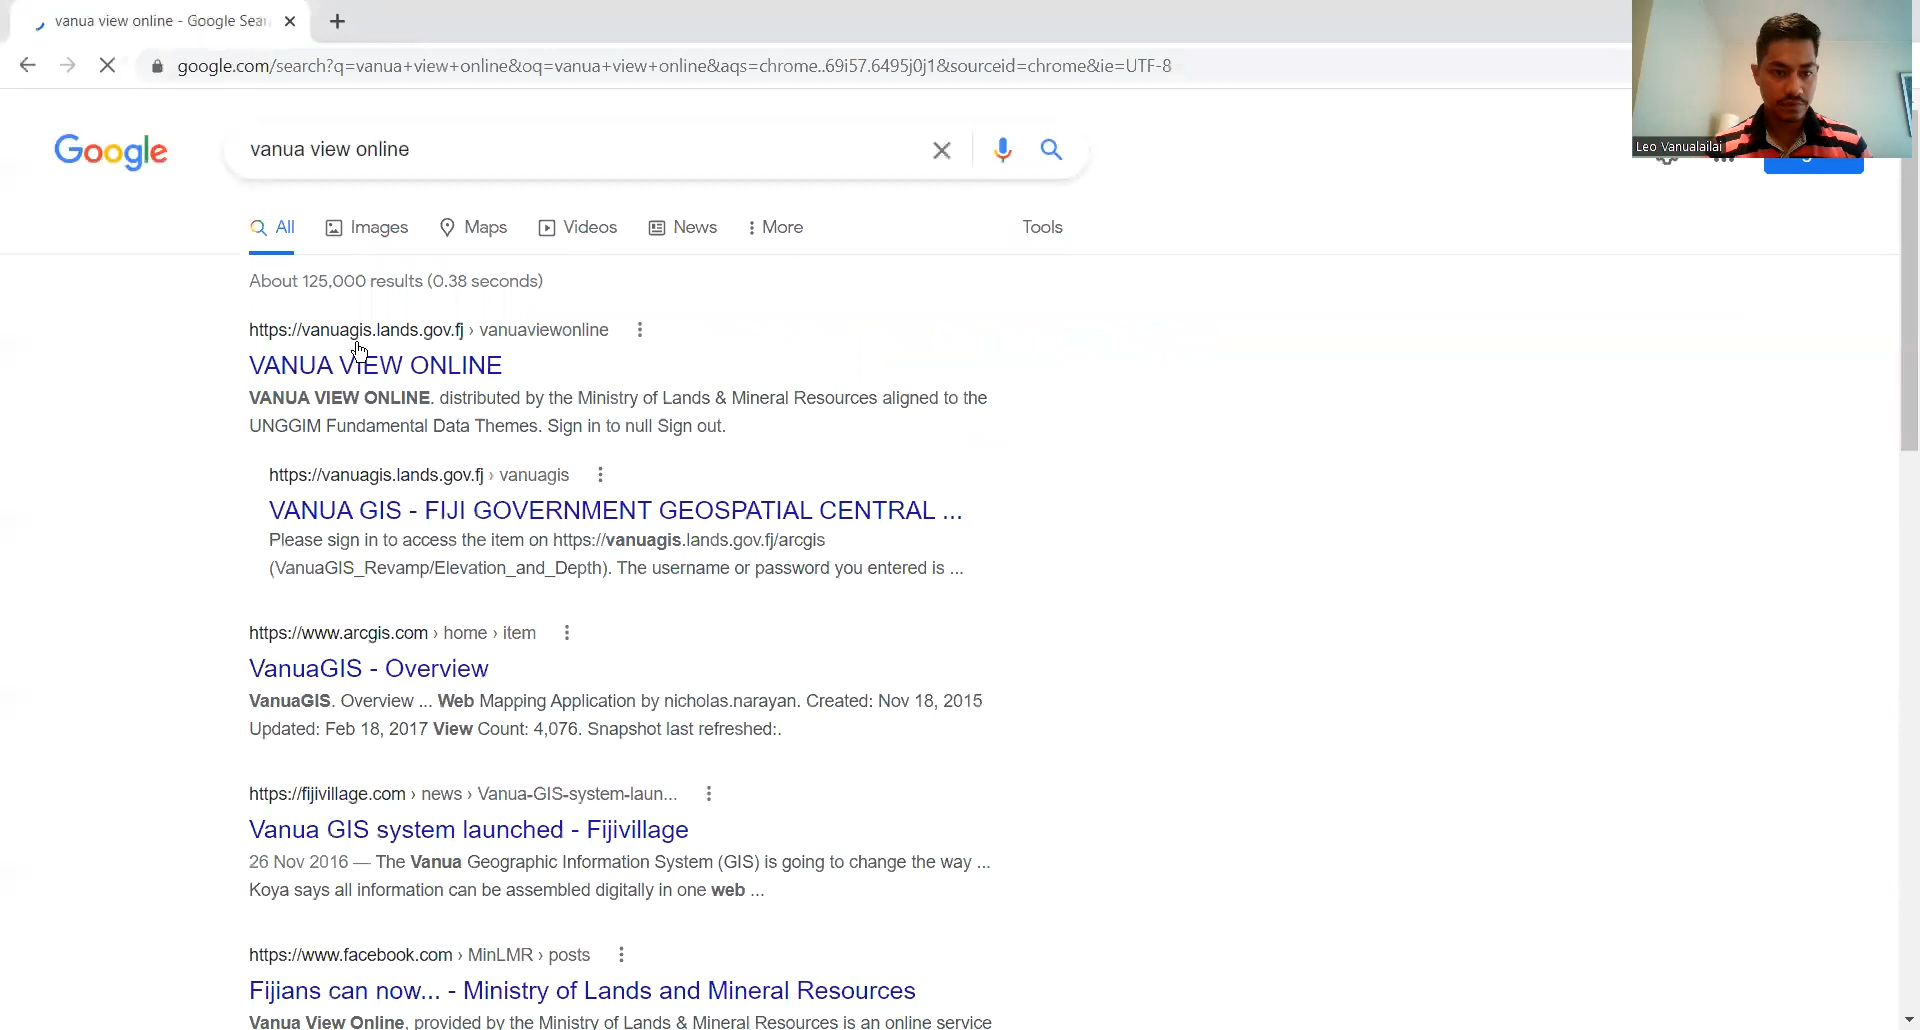 vanua view online - Google Sear
google.com/search?q=vanua+view+online&oq=vanua+view+online&aqs=chrome..69i57.6495j0j1&sourceid=chrome&ie=UTF-8
Leo Vanualailai
Google
vanua view online
All Images Maps Videos News More Tools
About 125,000 results (0.38 seconds)
https://vanuagis.lands.gov.fj › vanuaviewonline
VANUA VIEW ONLINE
VANUA VIEW ONLINE. distributed by the Ministry of Lands & Mineral Resources aligned to the
UNGGIM Fundamental Data Themes. Sign in to null Sign out.
https://vanuagis.lands.gov.fj › vanuagis
VANUA GIS - FIJI GOVERNMENT GEOSPATIAL CENTRAL ...
Please sign in to access the item on https://vanuagis.lands.gov.fj/arcgis
(VanuaGIS_Revamp/Elevation_and_Depth). The username or password you entered is ...
https://www.arcgis.com › home › item
VanuaGIS - Overview
VanuaGIS. Overview ... Web Mapping Application by nicholas.narayan. Created: Nov 18, 2015
Updated: Feb 18, 2017 View Count: 4,076. Snapshot last refreshed:.
https://fijivillage.com › news › Vanua-GIS-system-laun...
Vanua GIS system launched - Fijivillage
26 Nov 2016 — The Vanua Geographic Information System (GIS) is going to change the way ...
Koya says all information can be assembled digitally in one web ...
https://www.facebook.com › MinLMR › posts
Fijians can now... - Ministry of Lands and Mineral Resources
Vanua View Online, provided by the Ministry of Lands & Mineral Resources is an online service